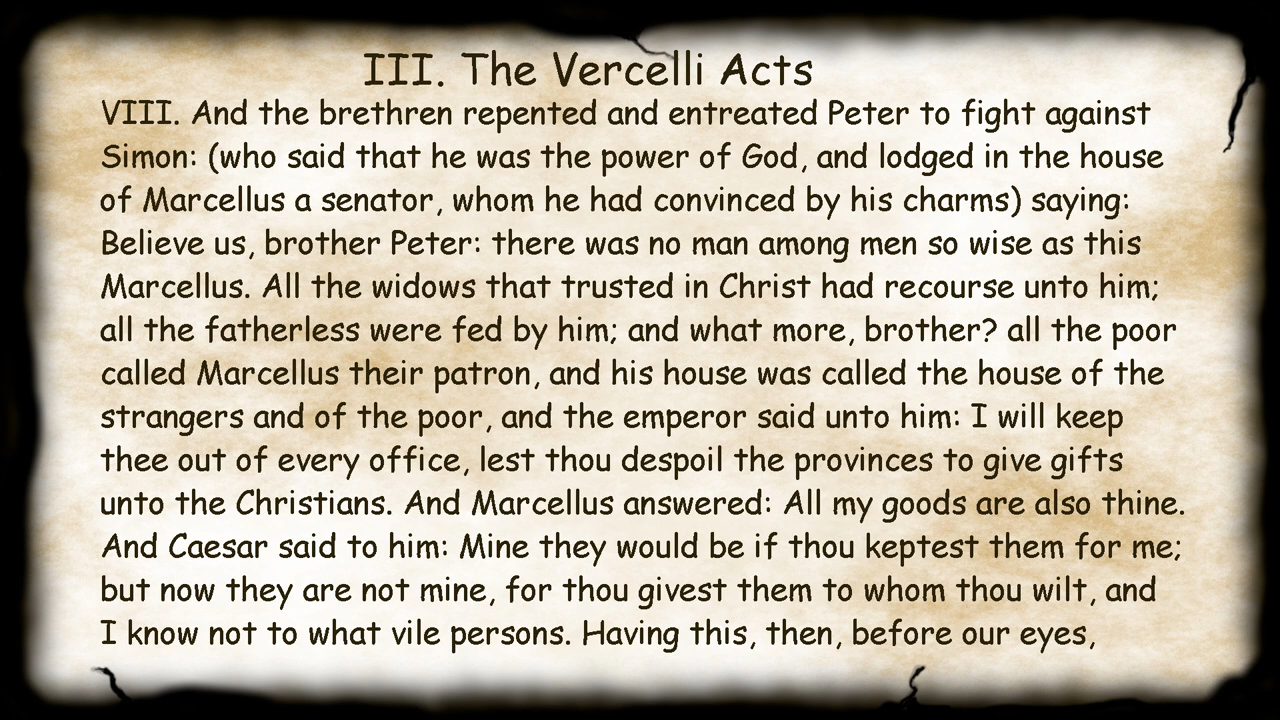 III. The Vercelli Acts
VIII. And the brethren repented and entreated Peter to fight against
Simon: (who said that he was the power of God, and lodged in the house
of Marcellus a senator, whom he had convinced by his charms) saying:
Believe us, brother Peter: there was no man among men so wise as this
Marcellus. All the widows that trusted in Christ had recourse unto him;
all the fatherless were fed by him; and what more, brother? all the poor
called Marcellus their patron, and his house was called the house of the
strangers and of the poor, and the emperor said unto him: I will keep
thee out of every office, lest thou despoil the provinces to give gifts
unto the Christians. And Marcellus answered: All my goods are also thine.
And Caesar said to him: Mine they would be if thou keptest them for me;
but now they are not mine, for thou givest them to whom thou wilt, and
I know not to what vile persons. Having this, then, before our eyes,